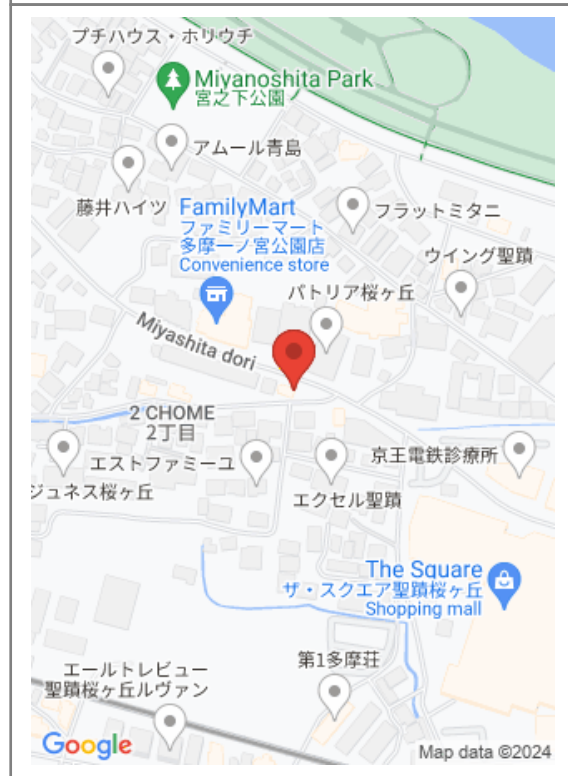 プチハウス・ホリウチ
Miyanoshita Park
宮之下公園
アムール青島
藤井ハイツ
FamilyMart
ファミリーマート
多摩一ノ宮公園店
Convenience store
フラットミタニ
ウイング聖蹟
パトリア桜ヶ丘
Miyashita dori
2 CHOME
2丁目
エストファミーユ
京王電鉄診療所
ジュネス桜ヶ丘
エクセル聖蹟
The Square
ザ・スクエア聖蹟桜ヶ丘
Shopping mall
第1多摩荘
エールトレビュー
聖蹟桜ヶ丘ルヴァン
Google
Map data ©2024